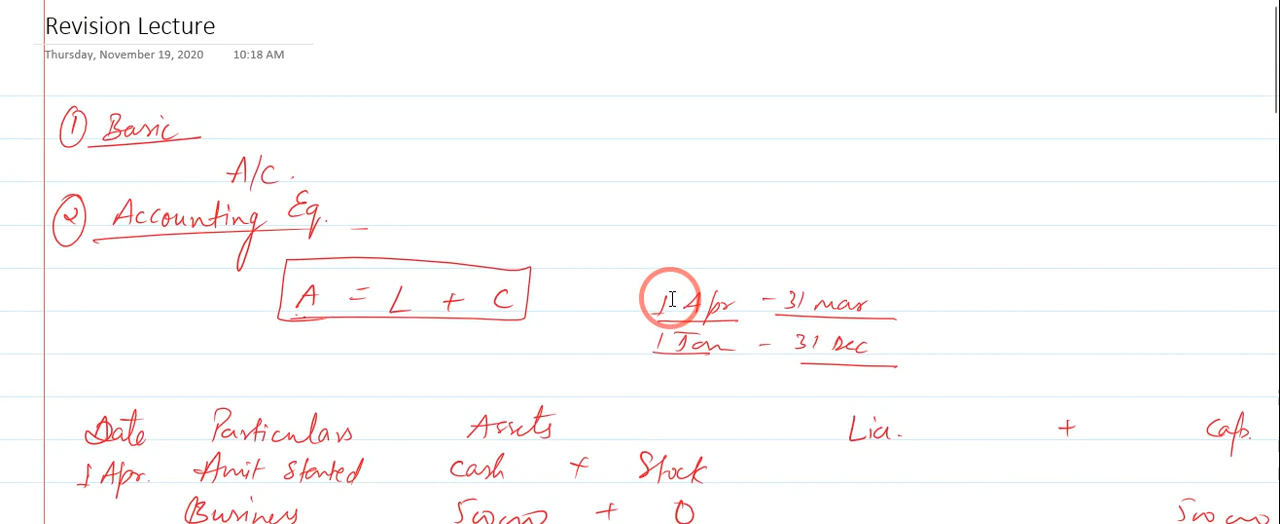 Revision Lecture
Thursday, November 19, 2020 10:18 AM
① Basic
A/C.
② Accounting Eq.
A = L + C
1 Apr - 31 mar
1 Jan - 31 Dec
Date Particulars Assets Lia. + Cap.
1 Apr. Amit started cash + Stock
Business + 0